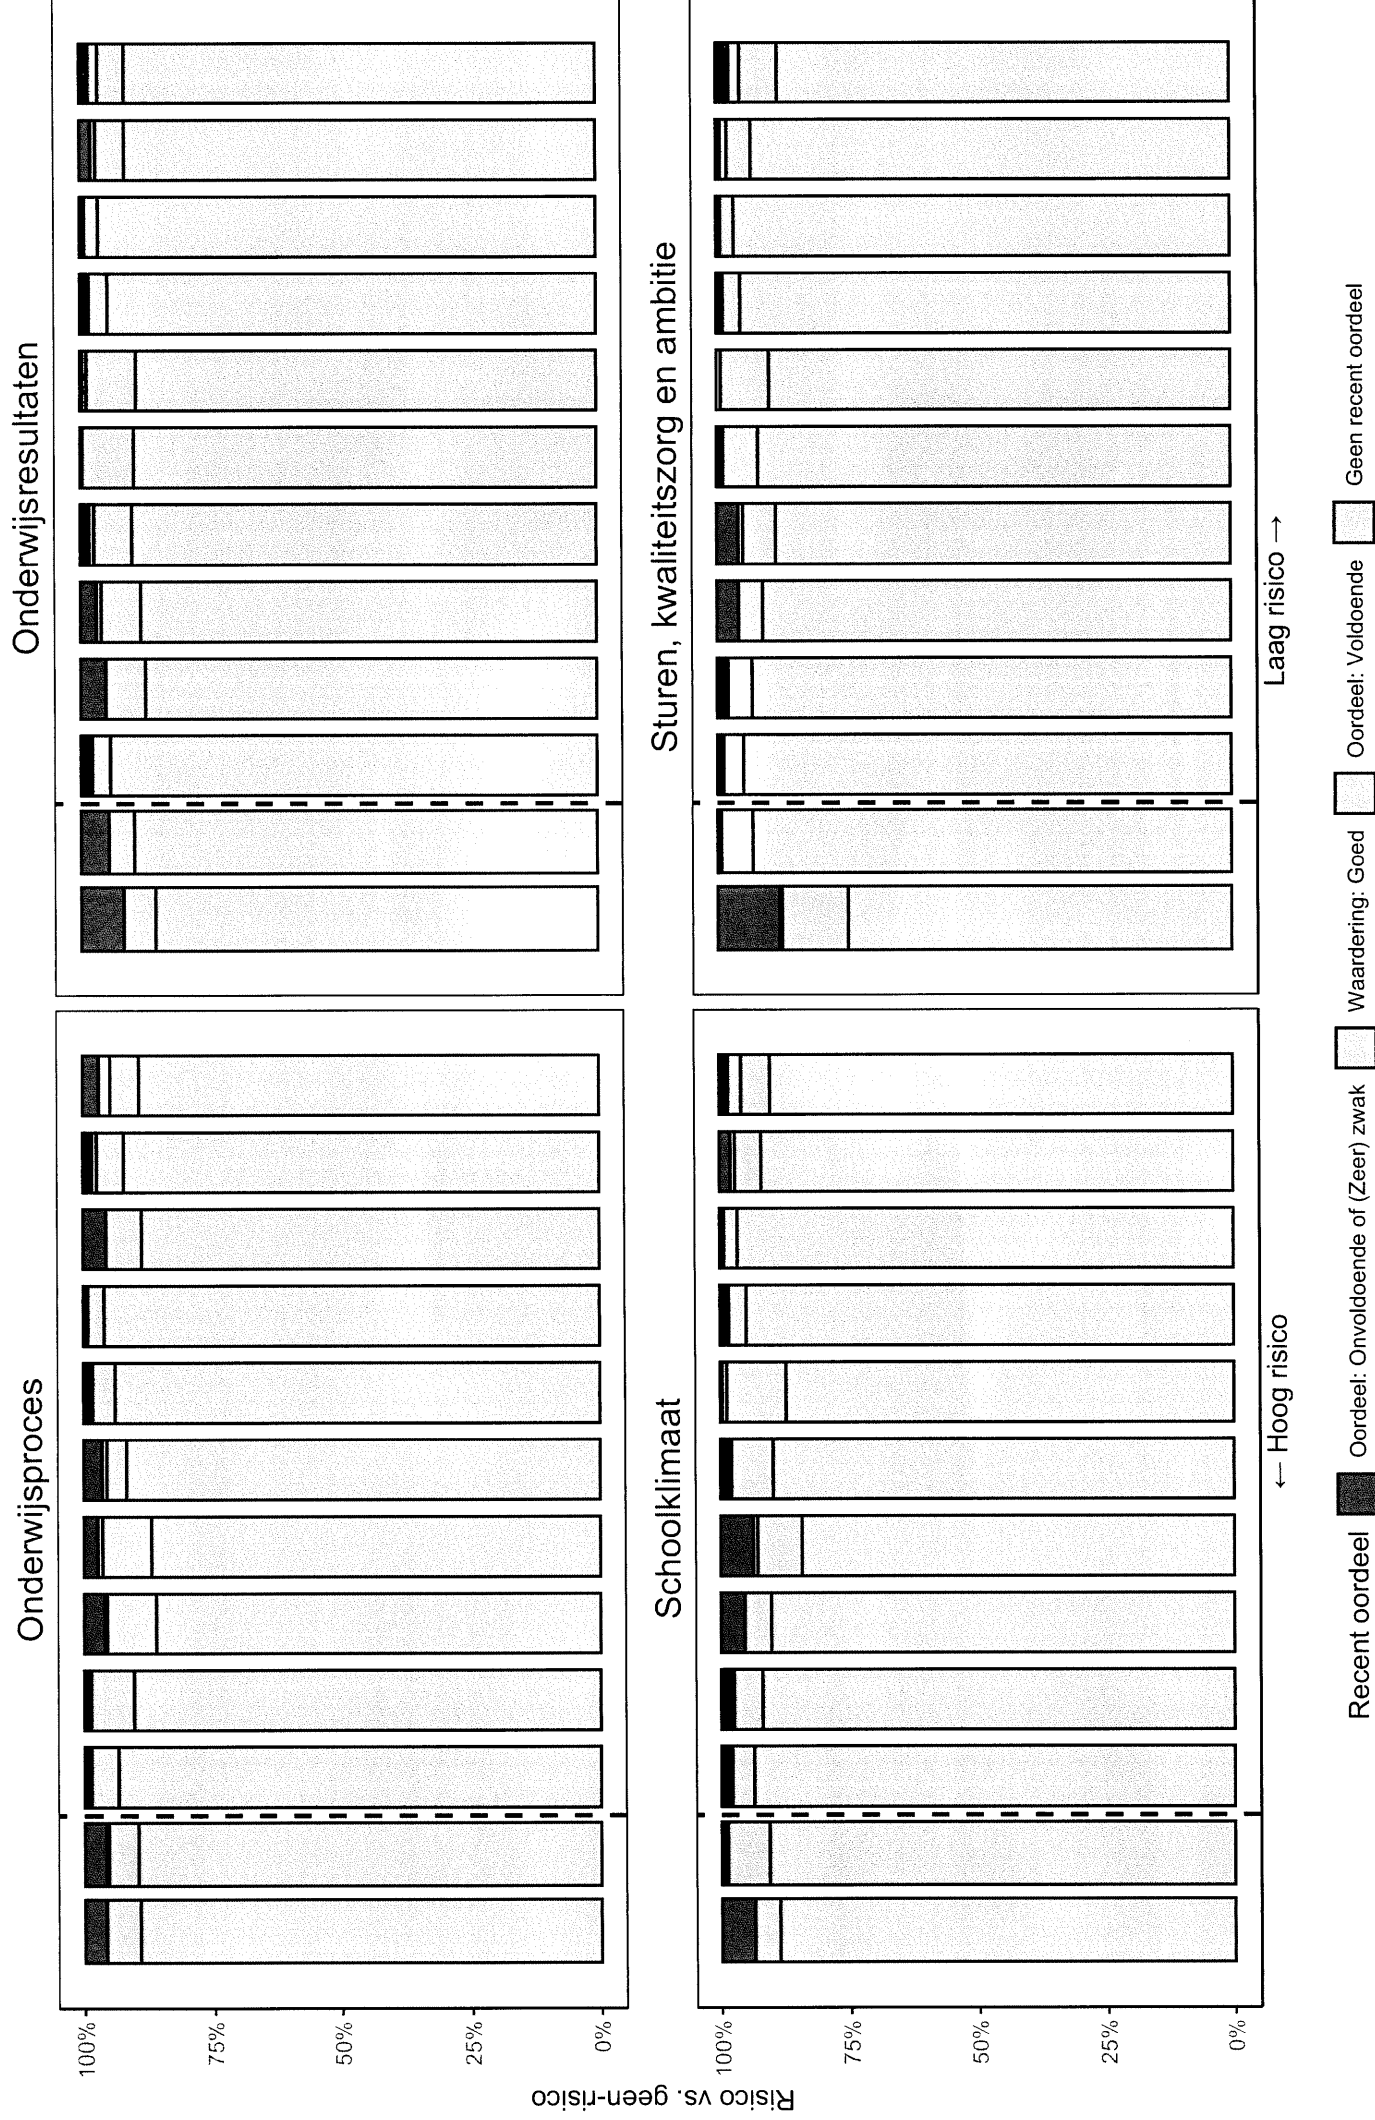 Onderwijsproces
Onderwijsresultaten
100%
75%
50%
25%
0%
Schoolklimaat
Sturen, kwaliteitszorg en ambitie
100%
75%
50%
25%
0%
Risico vs. geen-risico
← Hoog risico
Laag risico →
Recent oordeel
Oordeel: Onvoldoende of (Zeer) zwak
Waardering: Goed
Oordeel: Voldoende
Geen recent oordeel